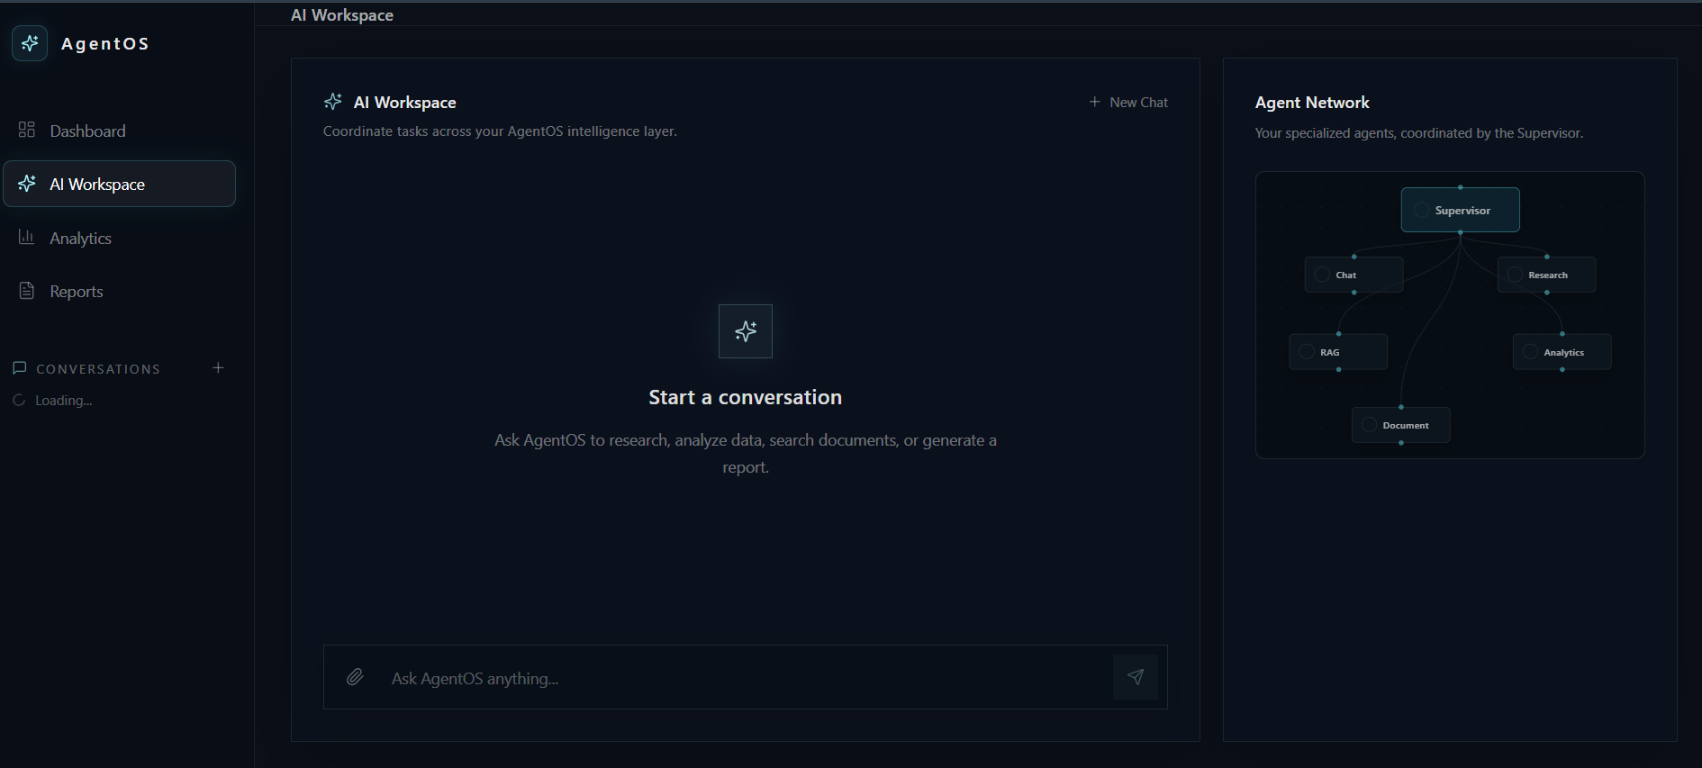 AI Workspace
AgentOS
Dashboard
AI Workspace
Analytics
Reports
CONVERSATIONS
Loading...
AI Workspace
New Chat
Coordinate tasks across your AgentOS intelligence layer.
Start a conversation
Ask AgentOS to research, analyze data, search documents, or generate a
report.
Ask AgentOS anything...
Agent Network
Your specialized agents, coordinated by the Supervisor.
Supervisor
Chat
Research
RAG
Analytics
Document